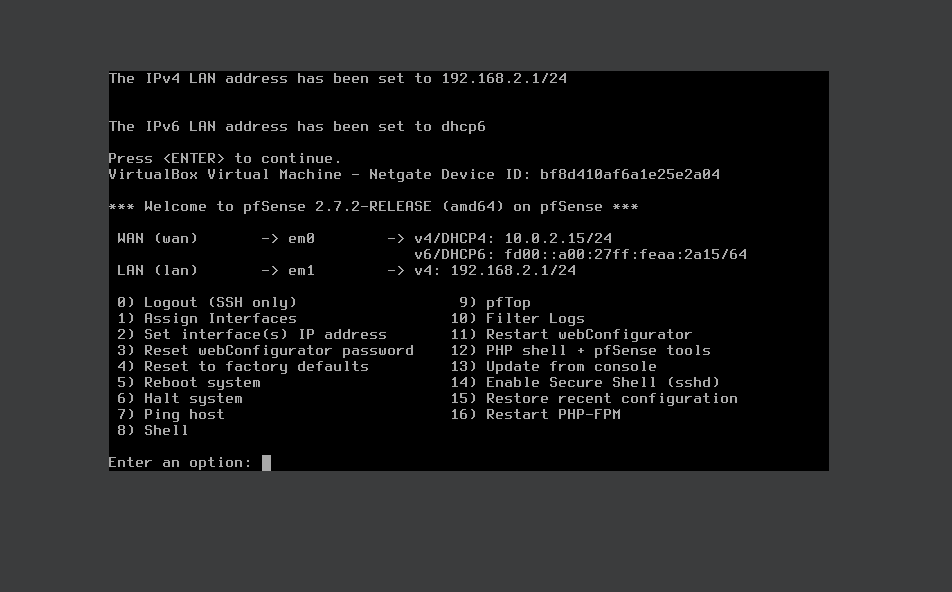 The IPv4 LAN address has been set to 192.168.2.1/24
The IPv6 LAN address has been set to dhcp6
Press <ENTER> to continue.
VirtualBox Virtual Machine - Netgate Device ID: bf8d410af6a1e25e2a04
*** Welcome to pfSense 2.7.2-RELEASE (amd64) on pfSense ***
WAN (wan) -> em0 -> v4/DHCP4: 10.0.2.15/24
v6/DHCP6: fd00::a00:27ff:feaa:2a15/64
LAN (lan) -> em1 -> v4: 192.168.2.1/24
0) Logout (SSH only) 9) pfTop
1) Assign Interfaces 10) Filter Logs
2) Set interface(s) IP address 11) Restart webConfigurator
3) Reset webConfigurator password 12) PHP shell + pfSense tools
4) Reset to factory defaults 13) Update from console
5) Reboot system 14) Enable Secure Shell (sshd)
6) Halt system 15) Restore recent configuration
7) Ping host 16) Restart PHP-FPM
8) Shell
Enter an option: